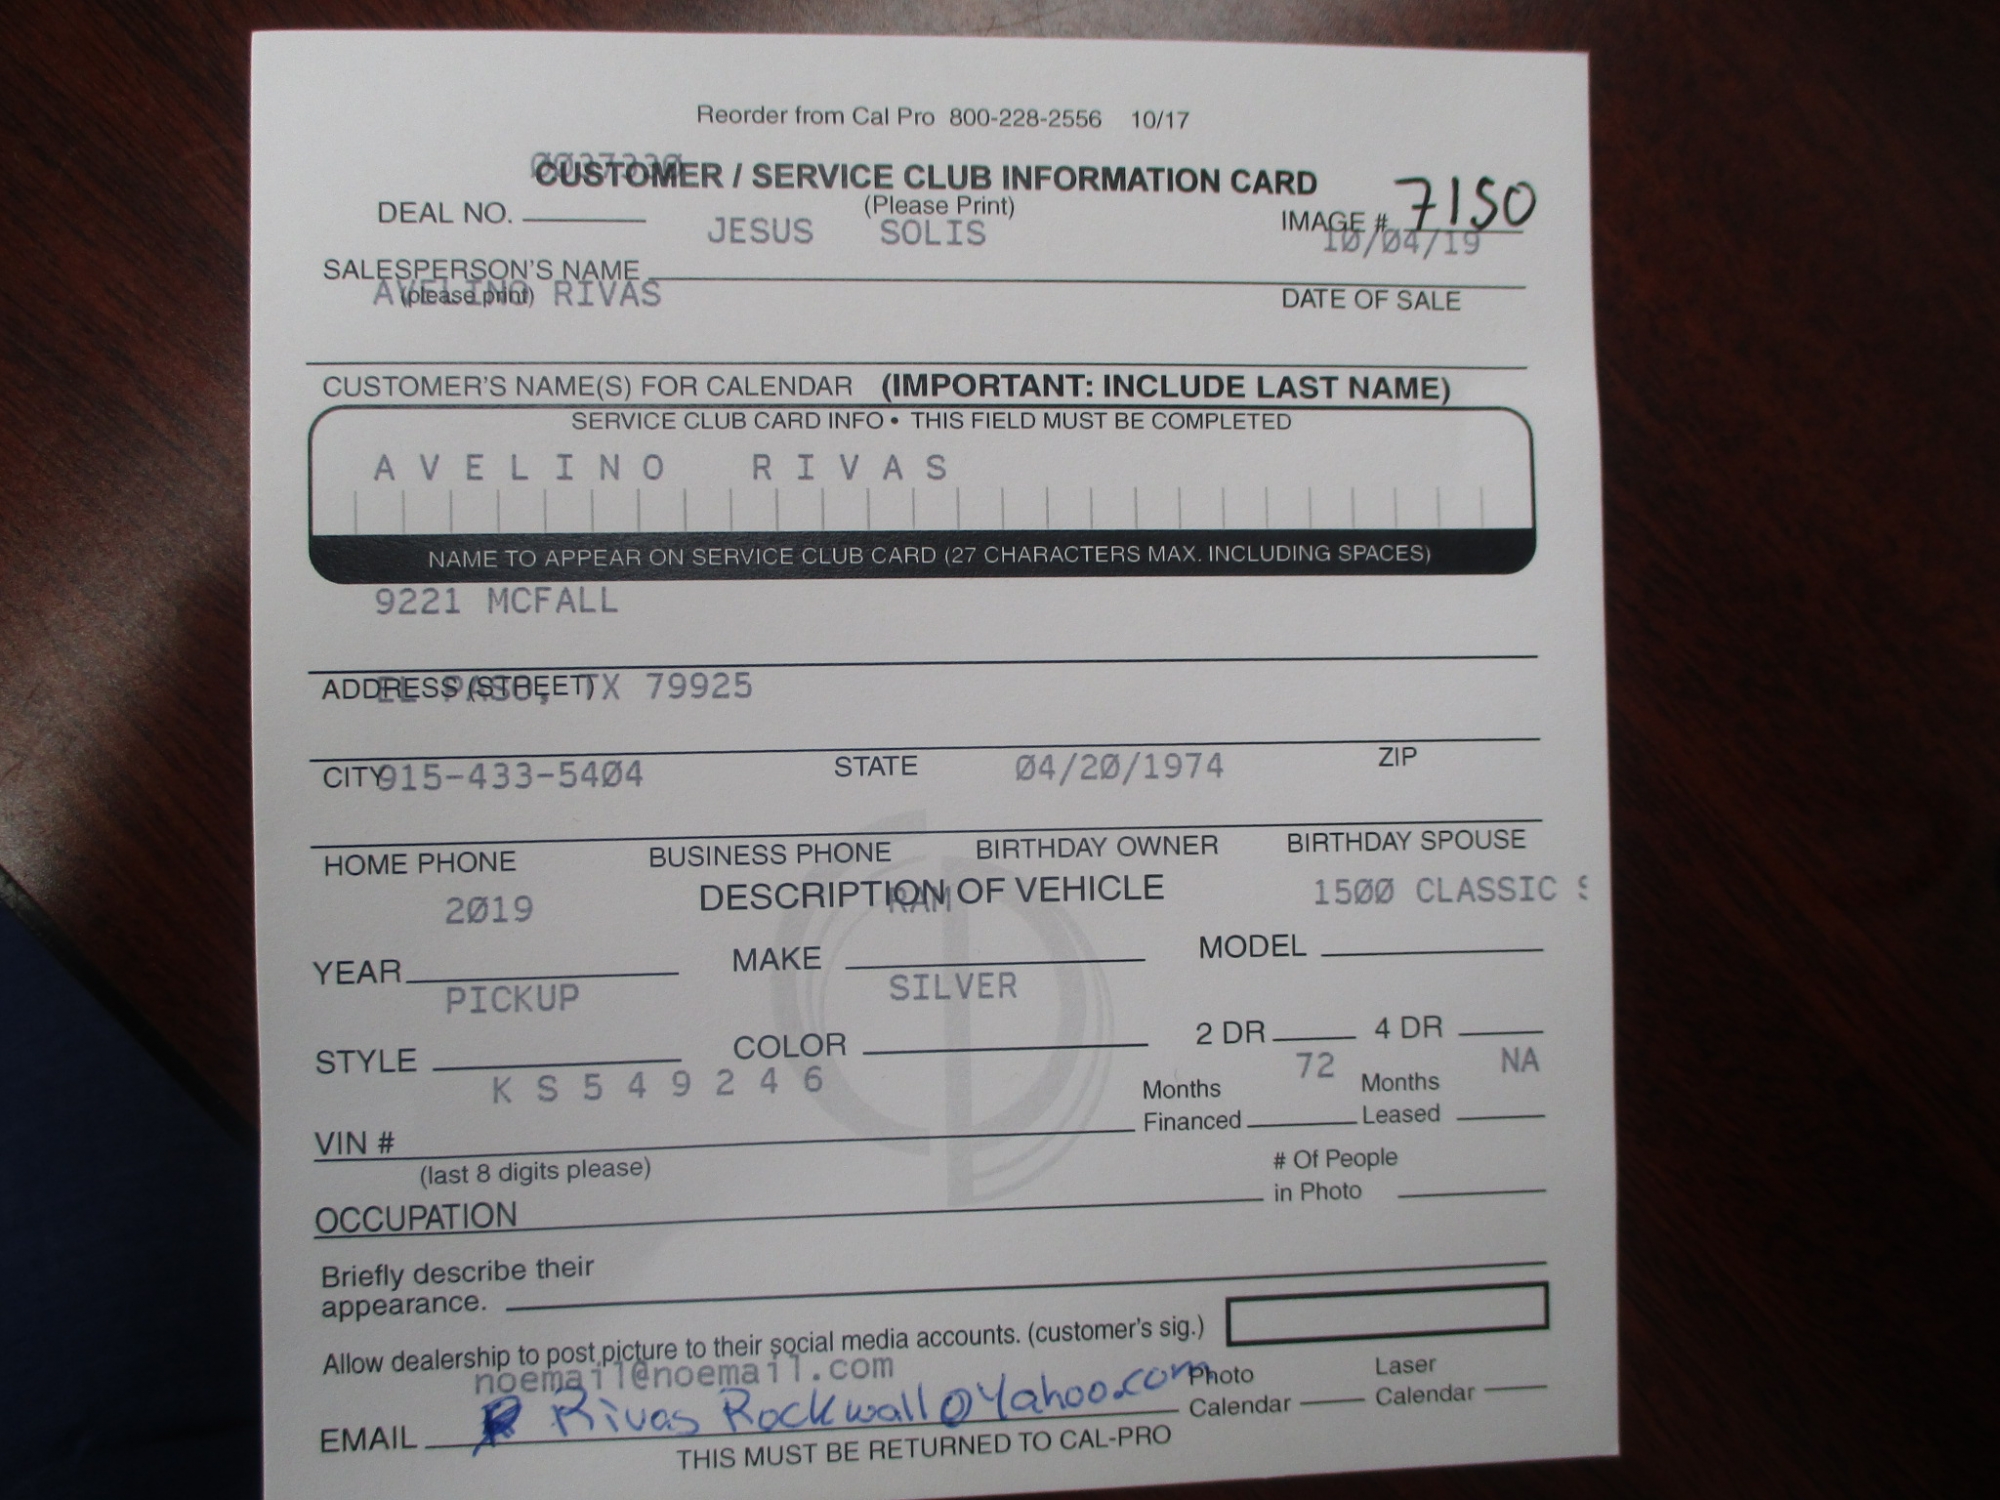 Reorder from Cal Pro 800-228-2556 10/17
CUSTOMER / SERVICE CLUB INFORMATION CARD
(Please Print)
DEAL NO.
IMAGE # 7150
JESUS SOLIS
10/04/19
SALESPERSON'S NAME
(please print)
AVELINO RIVAS
DATE OF SALE
CUSTOMER'S NAME(S) FOR CALENDAR (IMPORTANT: INCLUDE LAST NAME)
SERVICE CLUB CARD INFO • THIS FIELD MUST BE COMPLETED
AVELINO RIVAS
NAME TO APPEAR ON SERVICE CLUB CARD (27 CHARACTERS MAX. INCLUDING SPACES)
9221 MCFALL
ADDRESS (STREET)
EL PASO, TX 79925
CITY STATE ZIP
915-433-5404 04/20/1974
HOME PHONE BUSINESS PHONE BIRTHDAY OWNER BIRTHDAY SPOUSE
DESCRIPTION OF VEHICLE
2019 RAM 1500 CLASSIC S
YEAR MAKE MODEL
PICKUP SILVER
STYLE COLOR 2 DR 4 DR
KS549246 72 NA
VIN # Months Financed Months Leased
(last 8 digits please)
OCCUPATION # Of People in Photo
Briefly describe their
appearance.
Allow dealership to post picture to their social media accounts. (customer's sig.)
noemail@noemail.com
EMAIL RivasRockwall@Yahoo.com
Photo Calendar Laser Calendar
THIS MUST BE RETURNED TO CAL-PRO